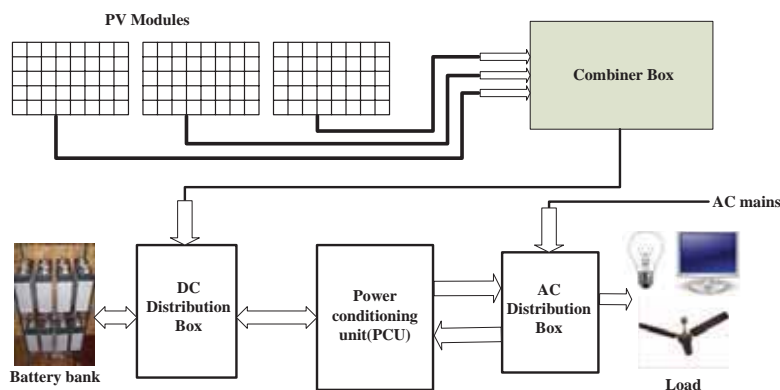 PV Modules
Combiner Box
AC mains
DC
Distribution
Box
Power
conditioning
unit(PCU)
AC
Distribution
Box
Battery bank
Load